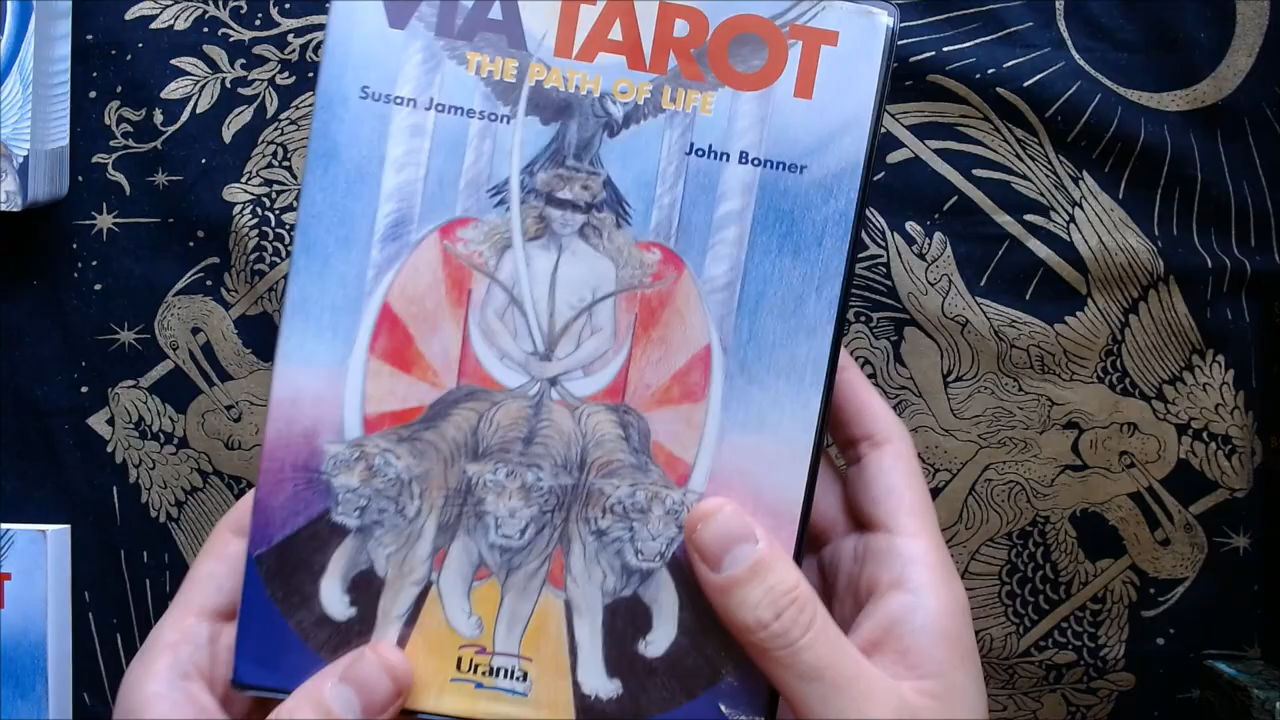 VIA TAROT
THE PATH OF LIFE
Susan Jameson
John Bonner
Urania